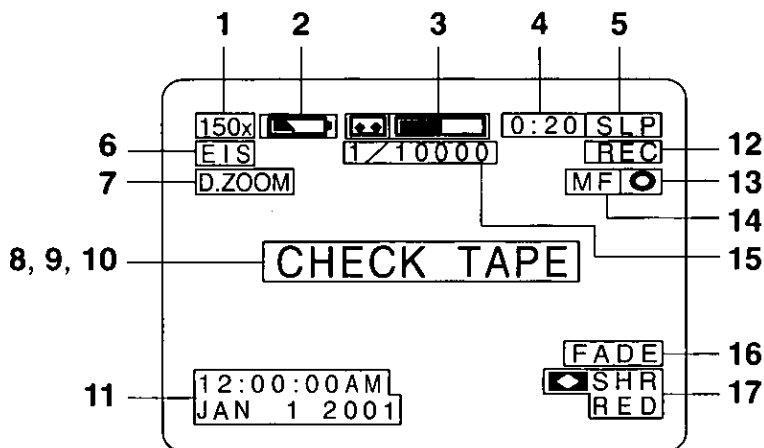 1 2 3 4 5
150x 0:20 SLP
6 EIS 1/10000 REC 12
7 D.ZOOM MF 13
14
8, 9, 10 CHECK TAPE 15
FADE 16
11 12:00:00AM SHR 17
JAN 1 2001 RED